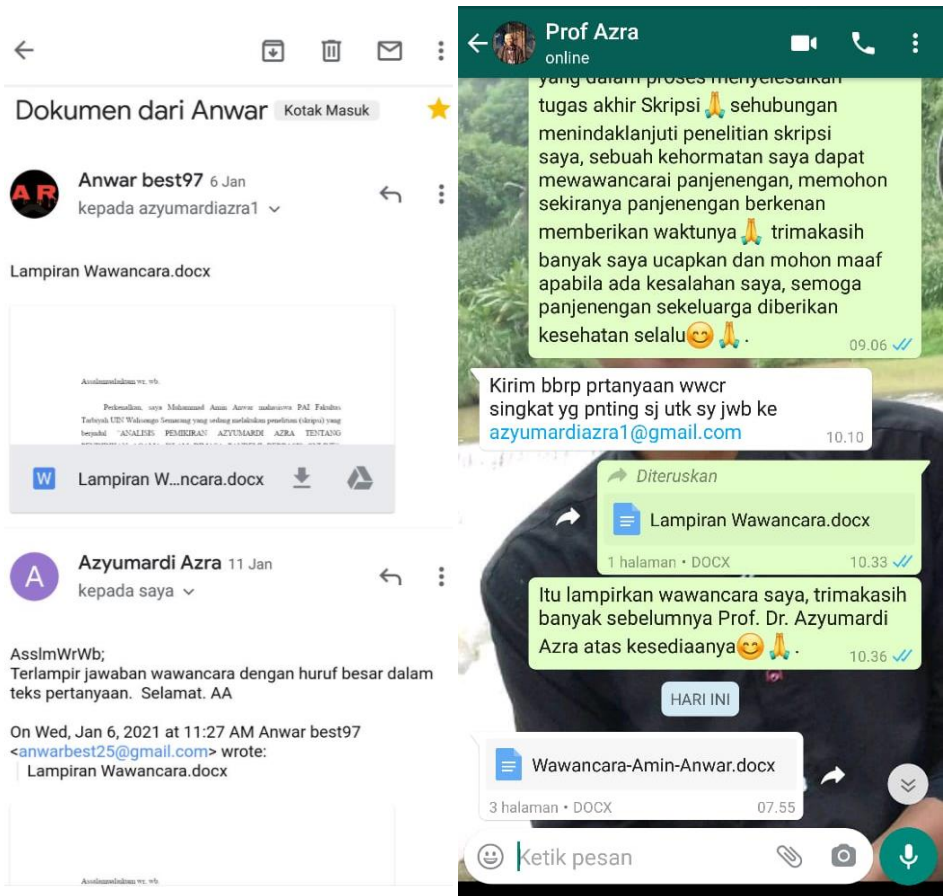 Dokumen dari Anwar Kotak Masuk
Anwar best97 6 Jan
kepada azyumardiazra1
Lampiran Wawancara.docx
Assalamualaikum wr. wb.
Perkenalkan, saya Muhammad Amin Anwar mahasiswa PAI Fakultas
Tarbiyah UIN Walisongo Semarang yang sedang melakukan penelitian (skripsi) yang
berjudul "ANALISIS PEMIKIRAN AZYUMARDI AZRA TENTANG
W Lampiran W...ncara.docx
A
Azyumardi Azra 11 Jan
kepada saya
AsslmWrWb;
Terlampir jawaban wawancara dengan huruf besar dalam
teks pertanyaan. Selamat. AA
On Wed, Jan 6, 2021 at 11:27 AM Anwar best97
<anwarbest25@gmail.com> wrote:
Lampiran Wawancara.docx
Assalamualaikum wr. wb.
Prof Azra
online
yang dalam proses menyelesaikan
tugas akhir Skripsi🙏 sehubungan
menindaklanjuti penelitian skripsi
saya, sebuah kehormatan saya dapat
mewawancarai panjenengan, memohon
sekiranya panjenengan berkenan
memberikan waktunya🙏 trimakasih
banyak saya ucapkan dan mohon maaf
apabila ada kesalahan saya, semoga
panjenengan sekeluarga diberikan
kesehatan selalu😊🙏.
09.06
Kirim bbrp prtanyaan wwcr
singkat yg pnting sj utk sy jwb ke
azyumardiazra1@gmail.com
10.10
Diteruskan
Lampiran Wawancara.docx
1 halaman • DOCX 10.33
Itu lampirkan wawancara saya, trimakasih
banyak sebelumnya Prof. Dr. Azyumardi
Azra atas kesediaanya😊🙏.
10.36
HARI INI
Wawancara-Amin-Anwar.docx
3 halaman • DOCX 07.55
Ketik pesan